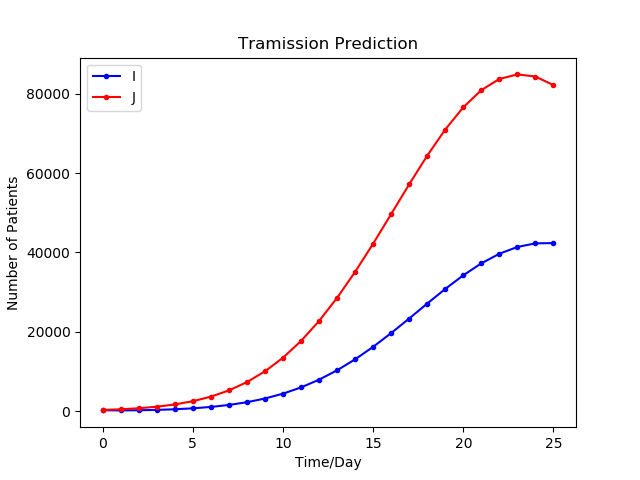 Tramission Prediction
I
J
80000
60000
40000
20000
0
Number of Patients
0 5 10 15 20 25
Time/Day